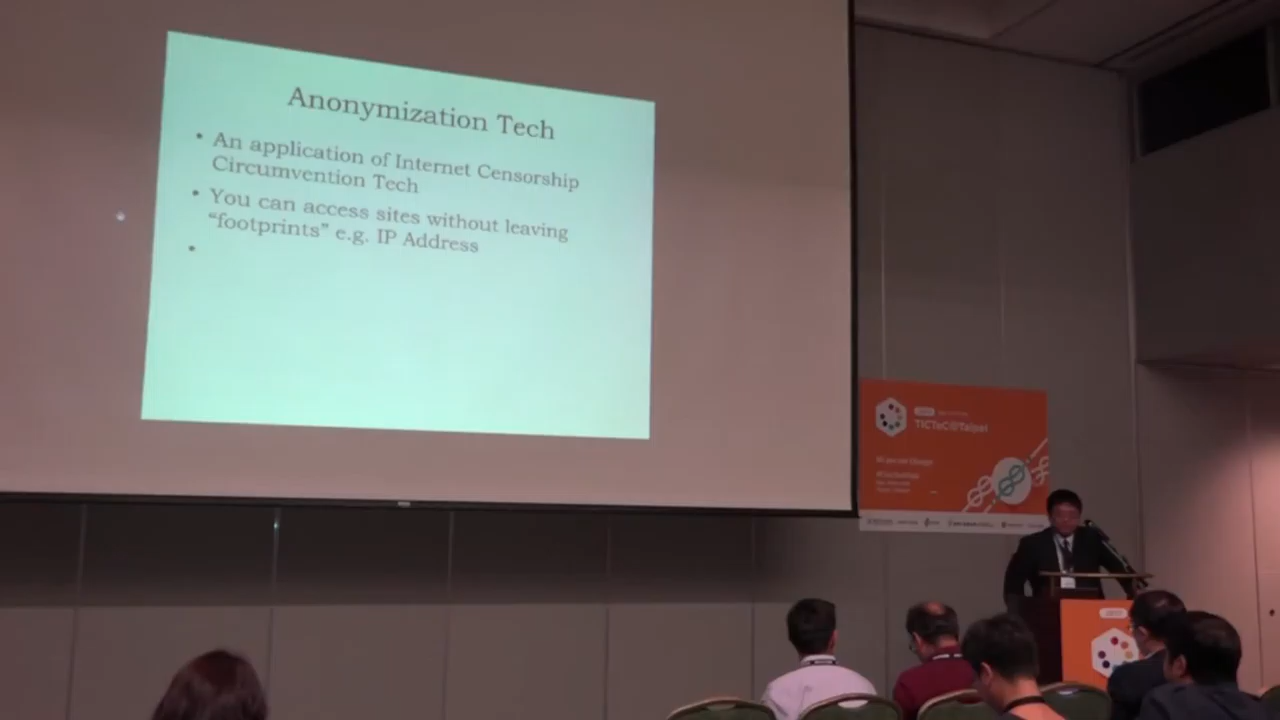 Anonymization Tech
• An application of Internet Censorship
Circumvention Tech
• You can access sites without leaving
“footprints” e.g. IP Address
•
TICTeC@Taipei